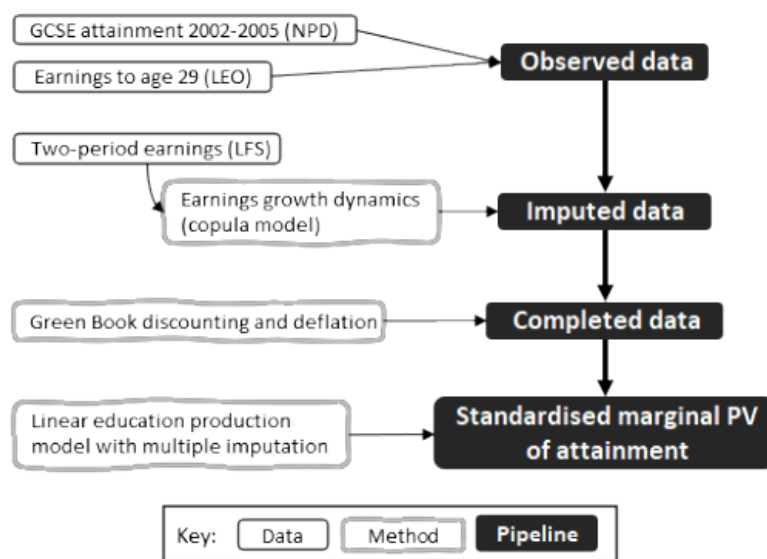 GCSE attainment 2002-2005 (NPD)
Observed data
Earnings to age 29 (LEO)
Two-period earnings (LFS)
Earnings growth dynamics
(copula model)
Imputed data
Green Book discounting and deflation
Completed data
Linear education production
model with multiple imputation
Standardised marginal PV
of attainment
Key:
Data
Method
Pipeline